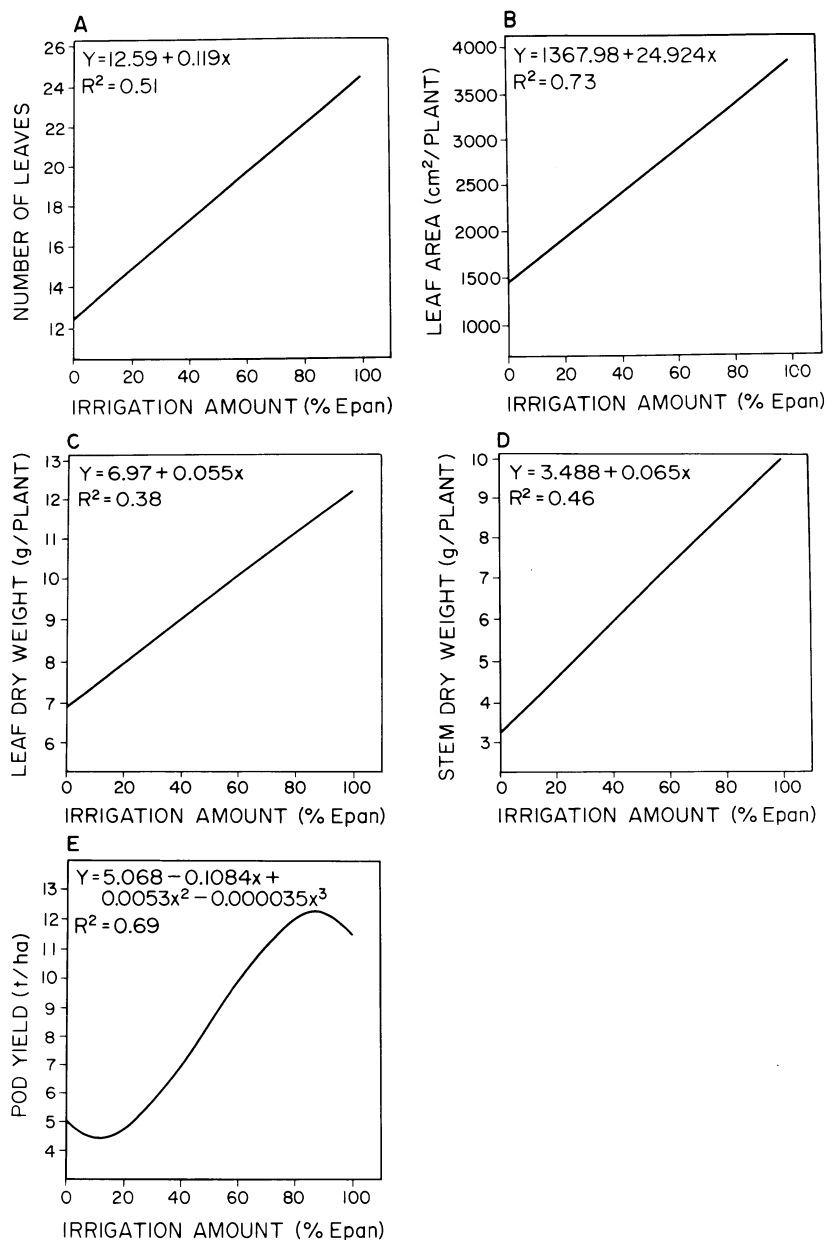 A
Y=12.59+0.119x
R²=0.51
NUMBER OF LEAVES
26
24
22
20
18
16
14
12
0 20 40 60 80 100
IRRIGATION AMOUNT (% Epan)
B
Y=1367.98+24.924x
R²=0.73
LEAF AREA (cm²/PLANT)
4000
3500
3000
2500
2000
1500
1000
0 20 40 60 80 100
IRRIGATION AMOUNT (% Epan)
C
Y=6.97+0.055x
R²=0.38
LEAF DRY WEIGHT (g/PLANT)
13
12
11
10
9
8
7
6
0 20 40 60 80 100
IRRIGATION AMOUNT (% Epan)
D
Y=3.488+0.065x
R²=0.46
STEM DRY WEIGHT (g/PLANT)
10
9
8
7
6
5
4
3
0 20 40 60 80 100
IRRIGATION AMOUNT (% Epan)
E
Y=5.068-0.1084x+
0.0053x²-0.000035x³
R²=0.69
POD YIELD (t/ha)
13
12
11
10
9
8
7
6
5
4
0 20 40 60 80 100
IRRIGATION AMOUNT (% Epan)